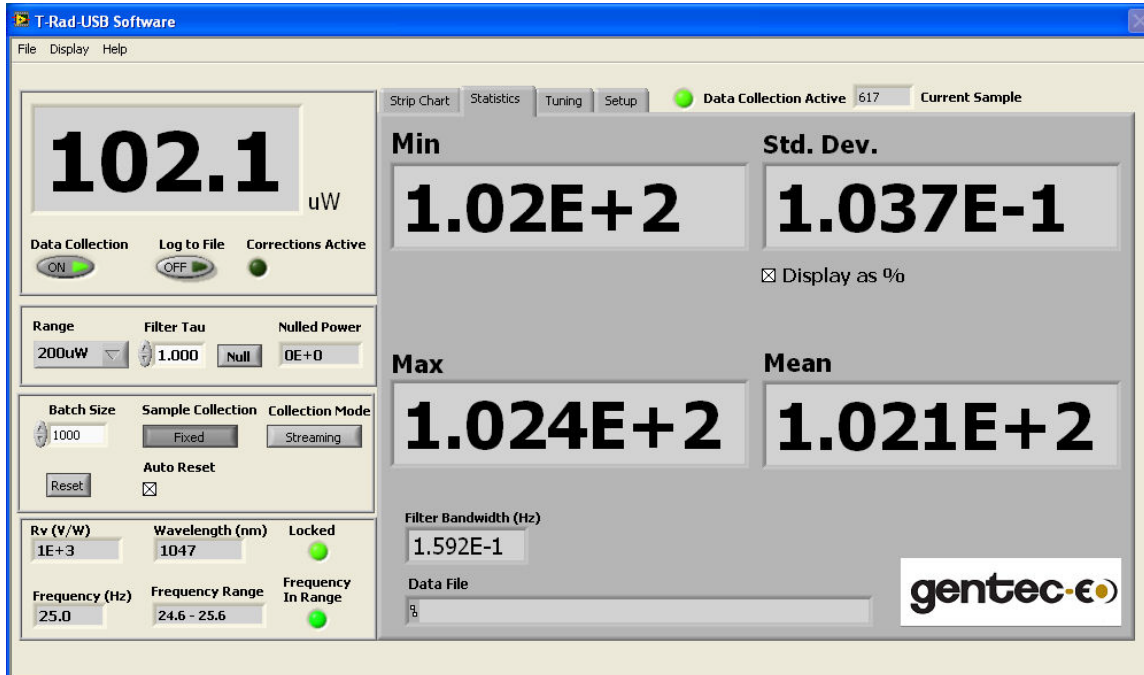 T-Rad-USB Software
File Display Help
102.1
uW
Data Collection Log to File Corrections Active
ON OFF
Range Filter Tau Nulled Power
200uW 1.000 Null 0E+0
Batch Size Sample Collection Collection Mode
1000 Fixed Streaming
Auto Reset
Reset
Rv (V/W) Wavelength (nm) Locked
1E+3 1047
Frequency (Hz) Frequency Range Frequency In Range
25.0 24.6 - 25.6
Strip Chart Statistics Tuning Setup Data Collection Active 617 Current Sample
Min Std. Dev.
1.02E+2 1.037E-1
Display as %
Max Mean
1.024E+2 1.021E+2
Filter Bandwidth (Hz)
1.592E-1
Data File
gentec-eo